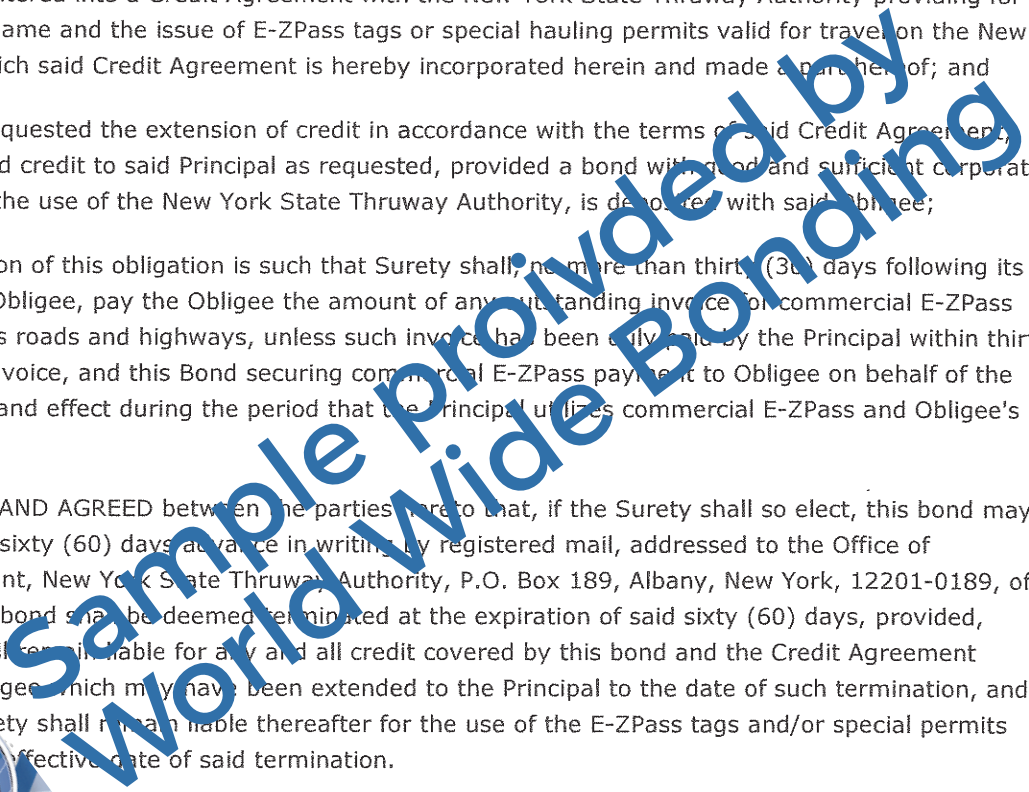 ame and the issue of E-ZPass tags or special hauling permits valid for travel on the New
ich said Credit Agreement is hereby incorporated herein and made a part hereof; and
quested the extension of credit in accordance with the terms of said Credit Agreement,
d credit to said Principal as requested, provided a bond with good and sufficient corporat
the use of the New York State Thruway Authority, is deposited with said Obligee;
on of this obligation is such that Surety shall, no more than thirty (30) days following its
Obligee, pay the Obligee the amount of any outstanding invoice for commercial E-ZPass
s roads and highways, unless such invoice has been duly paid by the Principal within thir
voice, and this Bond securing commercial E-ZPass payment to Obligee on behalf of the
and effect during the period that the Principal utilizes commercial E-ZPass and Obligee's
AND AGREED between the parties hereto that, if the Surety shall so elect, this bond may
sixty (60) days advance in writing by registered mail, addressed to the Office of
nt, New York State Thruway Authority, P.O. Box 189, Albany, New York, 12201-0189, of
bond shall be deemed terminated at the expiration of said sixty (60) days, provided,
remain liable for any and all credit covered by this bond and the Credit Agreement
gee which may have been extended to the Principal to the date of such termination, and
ety shall remain liable thereafter for the use of the E-ZPass tags and/or special permits
effective date of said termination.
Sample proivded by
World Wide Bonding